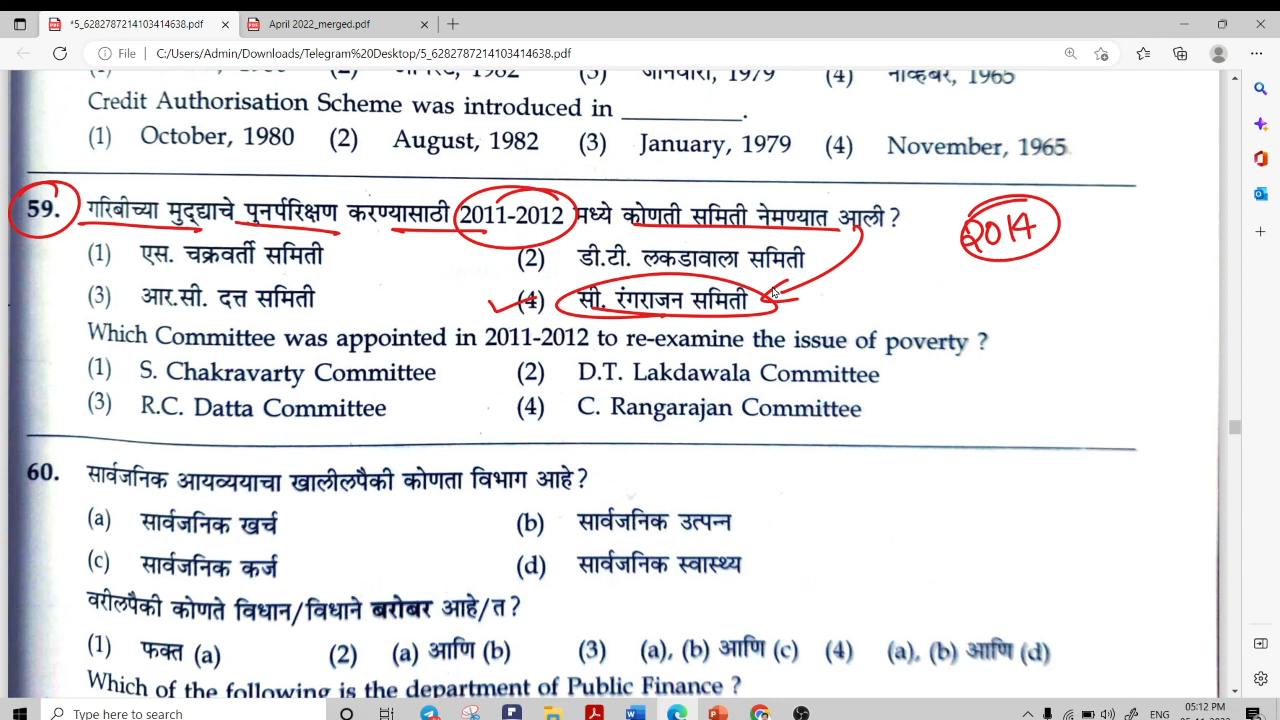 *5_6282787214103414638.pdf
April 2022_merged.pdf
File C:/Users/Admin/Downloads/Telegram%20Desktop/5_6282787214103414638.pdf
1982 (3) जानेवारी, 1979 (4) नोव्हेंबर, 1965
Credit Authorisation Scheme was introduced in __________.
(1) October, 1980 (2) August, 1982 (3) January, 1979 (4) November, 1965
59. गरिबीच्या मुद्द्याचे पुनर्परिक्षण करण्यासाठी 2011-2012 मध्ये कोणती समिती नेमण्यात आली ?
2014
(1) एस. चक्रवर्ती समिती (2) डी.टी. लकडावाला समिती
(3) आर.सी. दत्त समिती (4) सी. रंगराजन समिती
Which Committee was appointed in 2011-2012 to re-examine the issue of poverty ?
(1) S. Chakravarty Committee (2) D.T. Lakdawala Committee
(3) R.C. Datta Committee (4) C. Rangarajan Committee
60. सार्वजनिक आयव्ययाचा खालीलपैकी कोणता विभाग आहे ?
(a) सार्वजनिक खर्च (b) सार्वजनिक उत्पन्न
(c) सार्वजनिक कर्ज (d) सार्वजनिक स्वास्थ्य
वरीलपैकी कोणते विधान/विधाने बरोबर आहे/त ?
(1) फक्त (a) (2) (a) आणि (b) (3) (a), (b) आणि (c) (4) (a), (b) आणि (d)
Which of the following is the department of Public Finance ?
Type here to search
ENG
05:12 PM